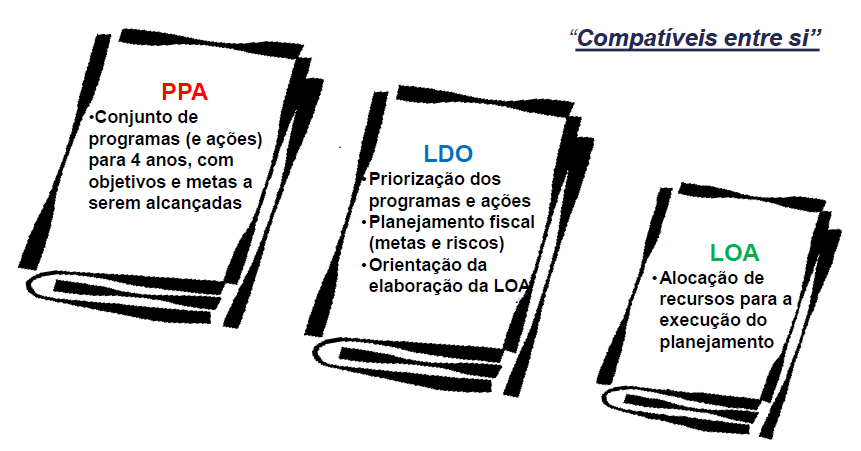 “Compatíveis entre si”
PPA
•Conjunto de
programas (e ações)
para 4 anos, com
objetivos e metas a
serem alcançadas
LDO
•Priorização dos
programas e ações
•Planejamento fiscal
(metas e riscos)
•Orientação da
elaboração da LOA
LOA
•Alocação de
recursos para a
execução do
planejamento